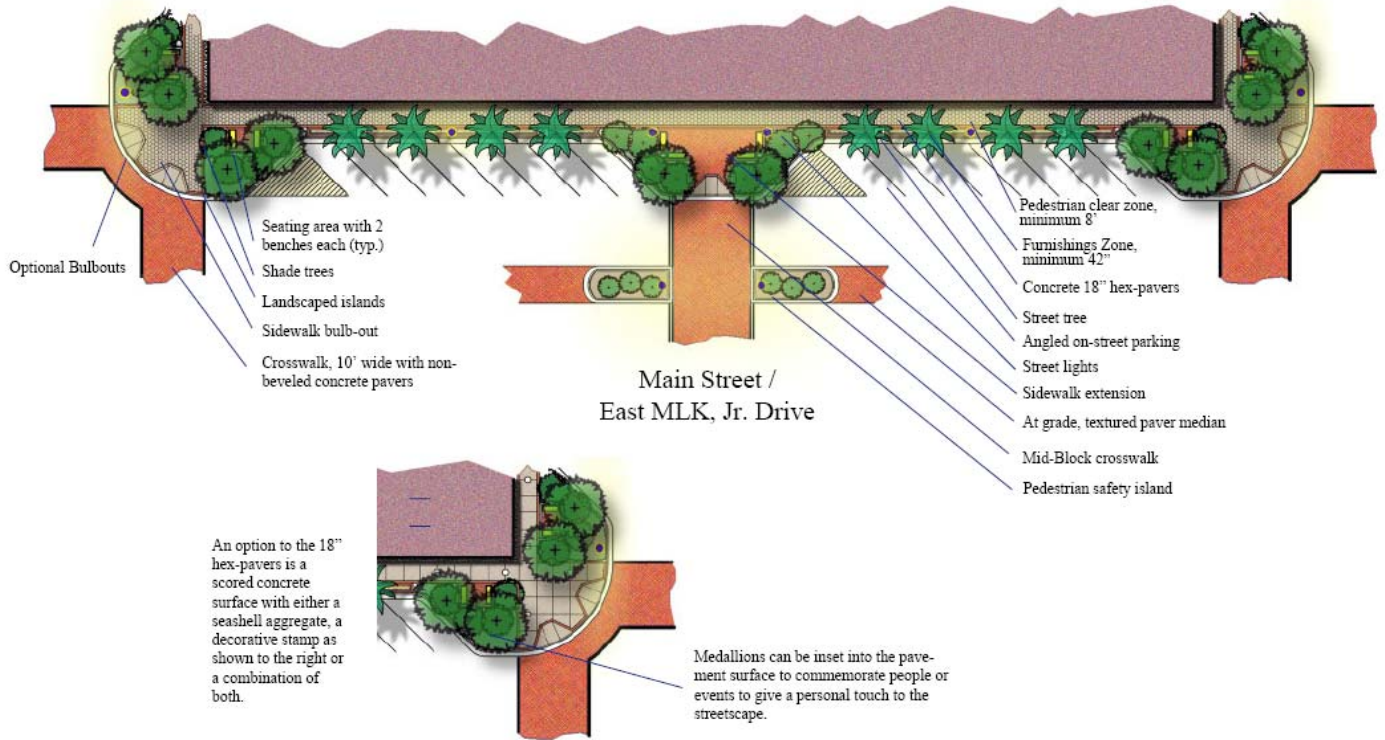 Optional Bulbouts
Seating area with 2
benches each (typ.)
Shade trees
Landscaped islands
Sidewalk bulb-out
Crosswalk, 10’ wide with non-
beveled concrete pavers
Main Street /
East MLK, Jr. Drive
Pedestrian clear zone,
minimum 8’
Furnishings Zone,
minimum 42”
Concrete 18” hex-pavers
Street tree
Angled on-street parking
Street lights
Sidewalk extension
At grade, textured paver median
Mid-Block crosswalk
Pedestrian safety island
An option to the 18”
hex-pavers is a
scored concrete
surface with either a
seashell aggregate, a
decorative stamp as
shown to the right or
a combination of
both.
Medallions can be inset into the pave-
ment surface to commemorate people or
events to give a personal touch to the
streetscape.